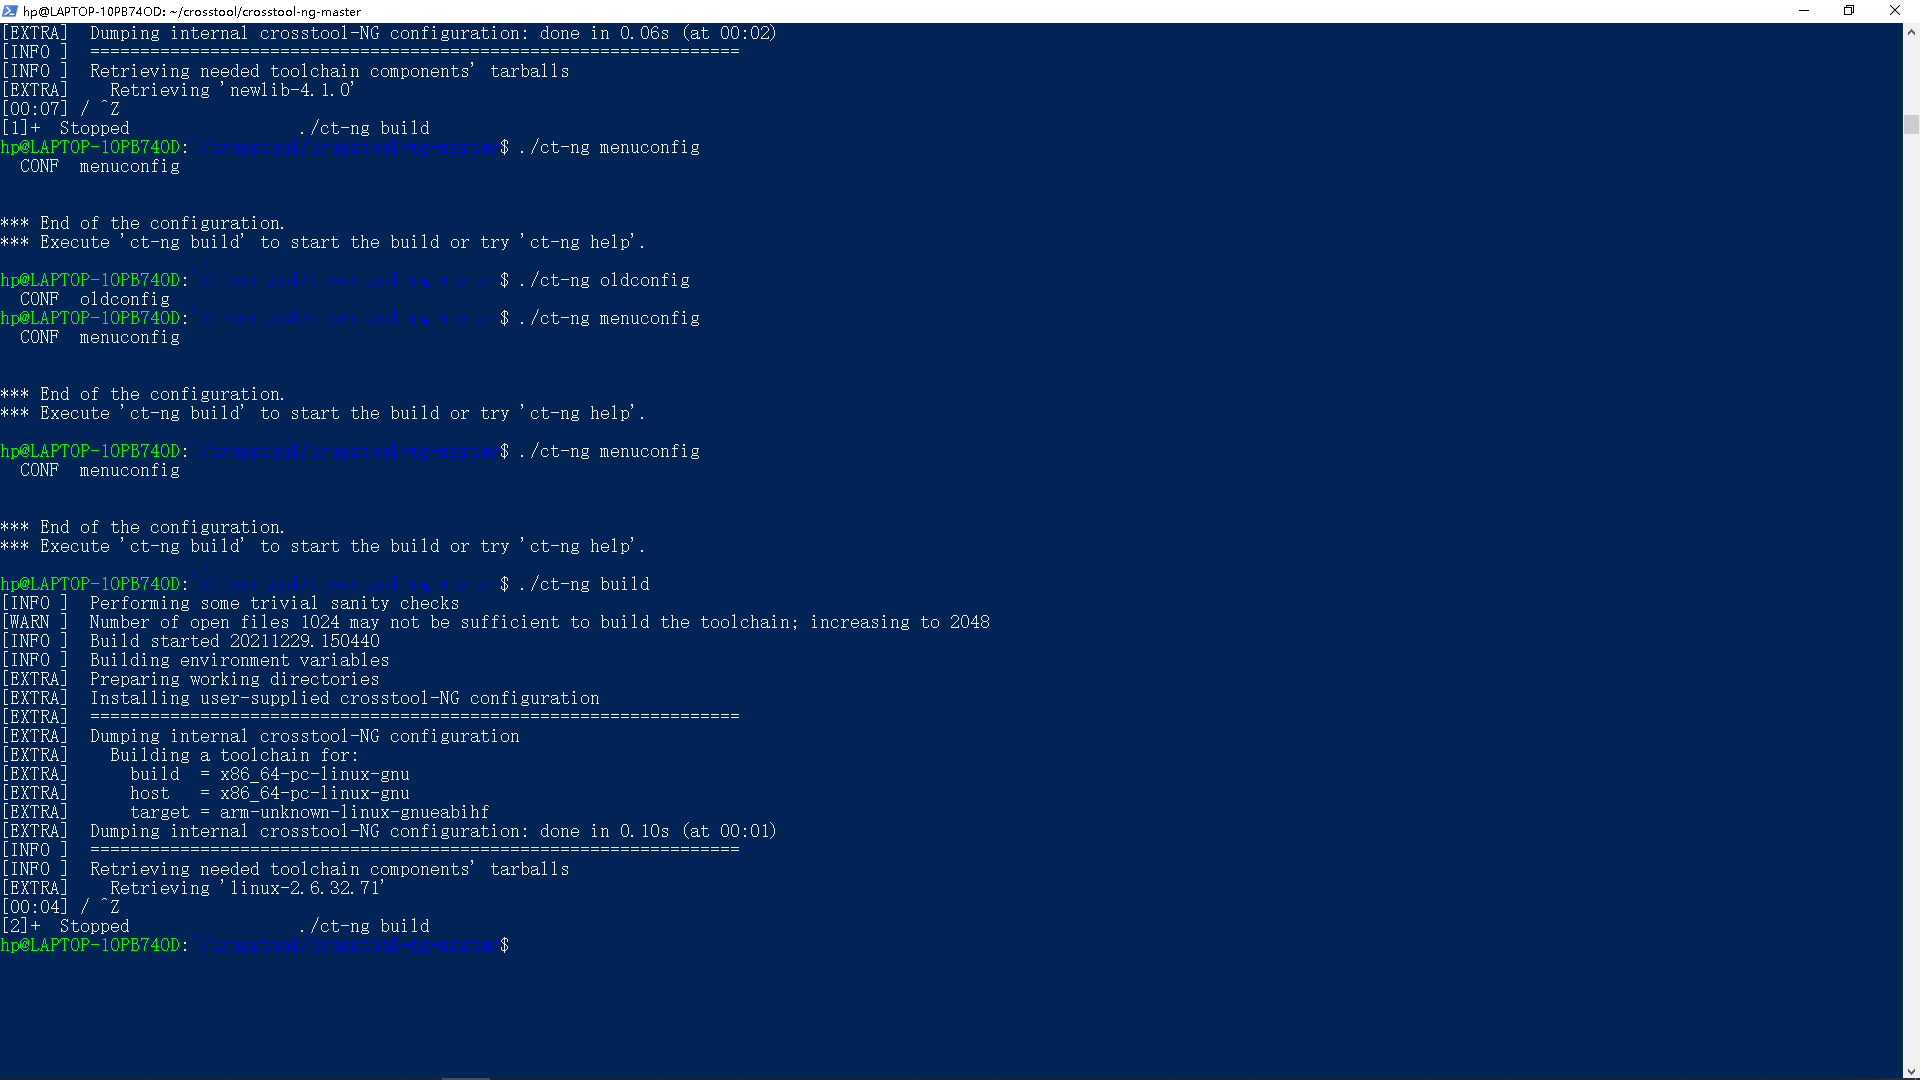 hp@LAPTOP-10PB740D: ~/crosstool/crosstool-ng-master
[EXTRA]  Dumping internal crosstool-NG configuration: done in 0.06s (at 00:02)
[INFO ]  =================================================================
[INFO ]  Retrieving needed toolchain components' tarballs
[EXTRA]    Retrieving 'newlib-4.1.0'
[00:07] / ^Z
[1]+  Stopped                 ./ct-ng build
hp@LAPTOP-10PB740D:~/crosstool/crosstool-ng-master$ ./ct-ng menuconfig
  CONF  menuconfig
*** End of the configuration.
*** Execute 'ct-ng build' to start the build or try 'ct-ng help'.
hp@LAPTOP-10PB740D:~/crosstool/crosstool-ng-master$ ./ct-ng oldconfig
  CONF  oldconfig
hp@LAPTOP-10PB740D:~/crosstool/crosstool-ng-master$ ./ct-ng menuconfig
  CONF  menuconfig
*** End of the configuration.
*** Execute 'ct-ng build' to start the build or try 'ct-ng help'.
hp@LAPTOP-10PB740D:~/crosstool/crosstool-ng-master$ ./ct-ng menuconfig
  CONF  menuconfig
*** End of the configuration.
*** Execute 'ct-ng build' to start the build or try 'ct-ng help'.
hp@LAPTOP-10PB740D:~/crosstool/crosstool-ng-master$ ./ct-ng build
[INFO ]  Performing some trivial sanity checks
[WARN ]  Number of open files 1024 may not be sufficient to build the toolchain; increasing to 2048
[INFO ]  Build started 20211229.150440
[INFO ]  Building environment variables
[EXTRA]  Preparing working directories
[EXTRA]  Installing user-supplied crosstool-NG configuration
[EXTRA]  =================================================================
[EXTRA]  Dumping internal crosstool-NG configuration
[EXTRA]    Building a toolchain for:
[EXTRA]      build  = x86_64-pc-linux-gnu
[EXTRA]      host   = x86_64-pc-linux-gnu
[EXTRA]      target = arm-unknown-linux-gnueabihf
[EXTRA]  Dumping internal crosstool-NG configuration: done in 0.10s (at 00:01)
[INFO ]  =================================================================
[INFO ]  Retrieving needed toolchain components' tarballs
[EXTRA]    Retrieving 'linux-2.6.32.71'
[00:04] / ^Z
[2]+  Stopped                 ./ct-ng build
hp@LAPTOP-10PB740D:~/crosstool/crosstool-ng-master$